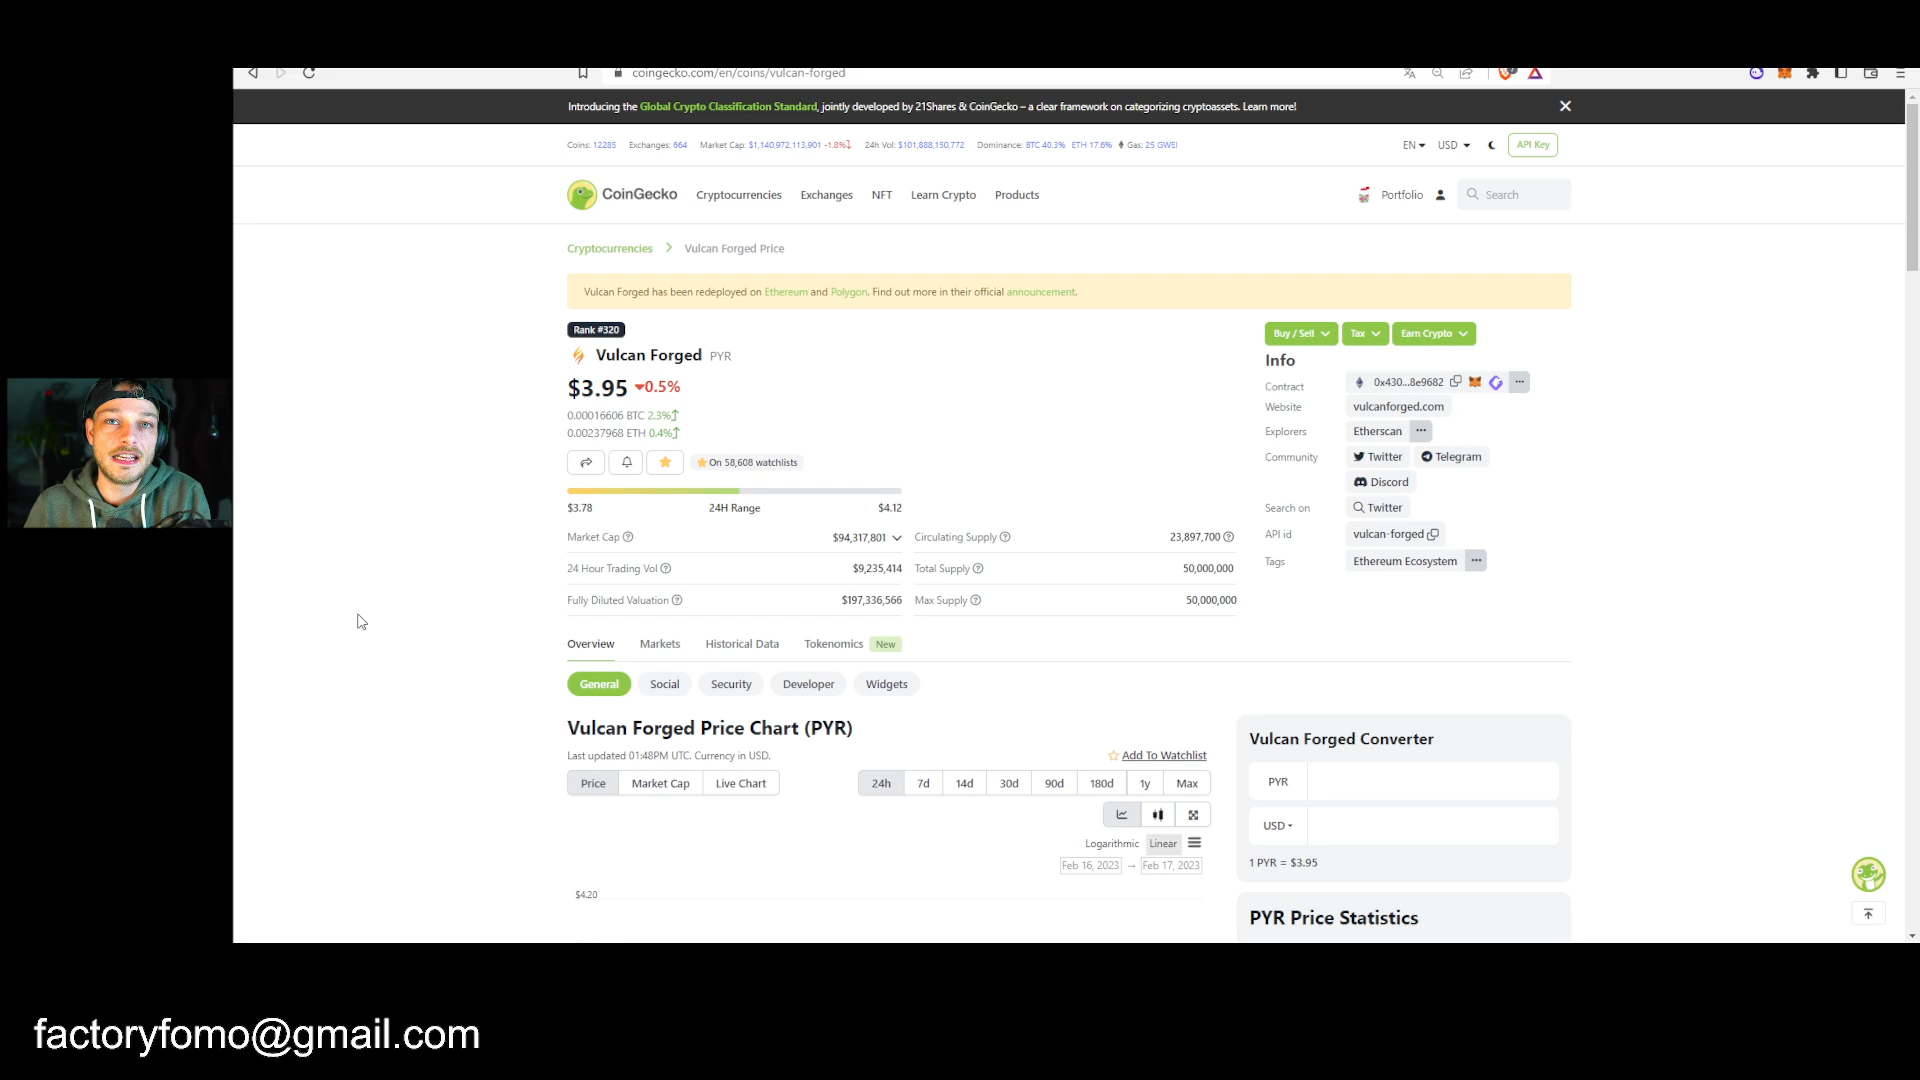 coingecko.com/en/coins/vulcan-forged
Introducing the Global Crypto Classification Standard, jointly developed by 21Shares & CoinGecko – a clear framework on categorizing cryptoassets. Learn more!
Coins: 12285 Exchanges: 664 Market Cap: $1,140,972,113,901 -1.8% 24h Vol: $101,888,150,772 Dominance: BTC 40.3% ETH 17.6% Gas: 25 GWEI
EN USD API Key
CoinGecko Cryptocurrencies Exchanges NFT Learn Crypto Products Portfolio Search
Cryptocurrencies > Vulcan Forged Price
Vulcan Forged has been redeployed on Ethereum and Polygon. Find out more in their official announcement.
Rank #320
Vulcan Forged PYR
$3.95 0.5%
0.00016606 BTC 2.3%
0.00237968 ETH 0.4%
On 58,608 watchlists
$3.78 24H Range $4.12
Market Cap $94,317,801 Circulating Supply 23,897,700
24 Hour Trading Vol $9,235,414 Total Supply 50,000,000
Fully Diluted Valuation $197,336,566 Max Supply 50,000,000
Buy / Sell Tax Earn Crypto
Info
Contract 0x430...8e9682
Website vulcanforged.com
Explorers Etherscan
Community Twitter Telegram
Discord
Search on Twitter
API id vulcan-forged
Tags Ethereum Ecosystem
Overview Markets Historical Data Tokenomics New
General Social Security Developer Widgets
Vulcan Forged Price Chart (PYR)
Last updated 01:48PM UTC. Currency in USD.
Add To Watchlist
Price Market Cap Live Chart 24h 7d 14d 30d 90d 180d 1y Max
Logarithmic Linear
Feb 16, 2023 → Feb 17, 2023
$4.20
Vulcan Forged Converter
PYR
USD
1 PYR = $3.95
PYR Price Statistics
factoryfomo@gmail.com